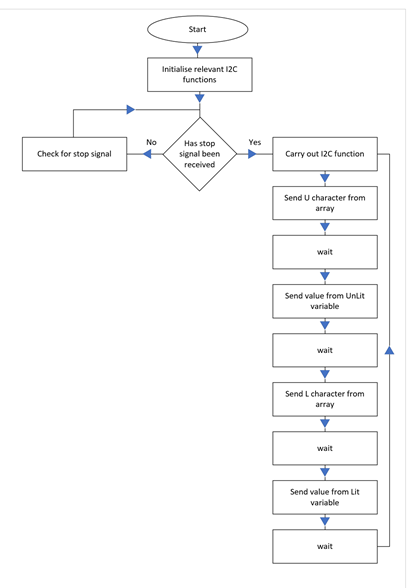 Start
Initialise relevant I2C
functions
No
Has stop
signal been
received
Yes
Check for stop signal
Carry out I2C function
Send U character from
array
wait
Send value from UnLit
variable
wait
Send L character from
array
wait
Send value from Lit
variable
wait